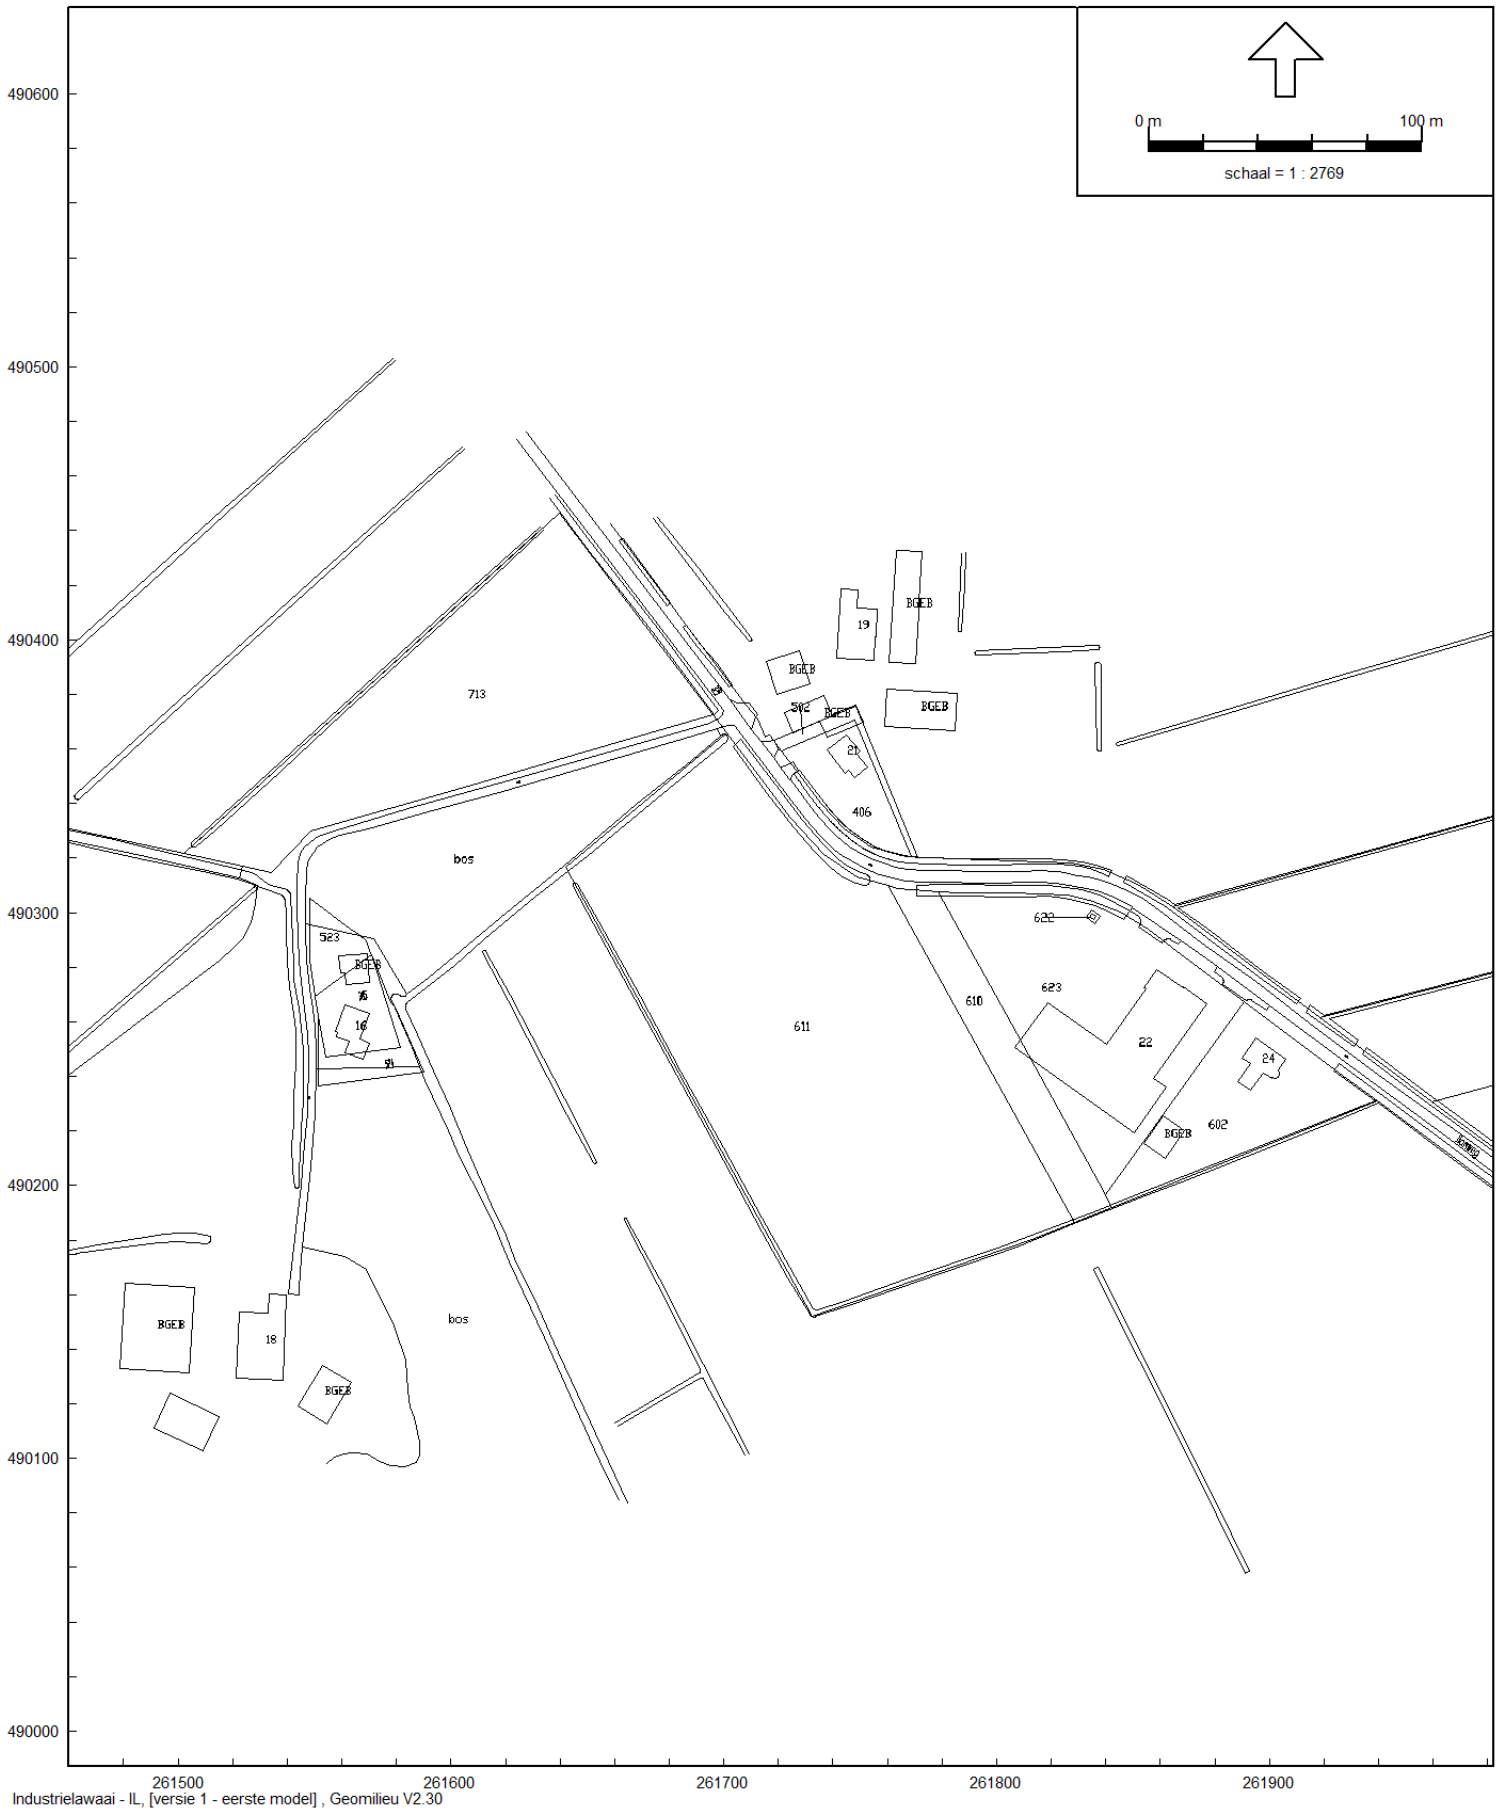 490600
0 m 100 m
schaal = 1 : 2769
490500
490400
BGEB
19
BGEB
713
502
BGEB
BGEB
21
406
bos
490300
622
523
BGEB
623
610
16
611
22
24
602
BGEB
490200
bos
BGEB
18
BGEB
490100
490000
261500 261600 261700 261800 261900
Industrielawaai - IL, [versie 1 - eerste model] , Geomilieu V2.30